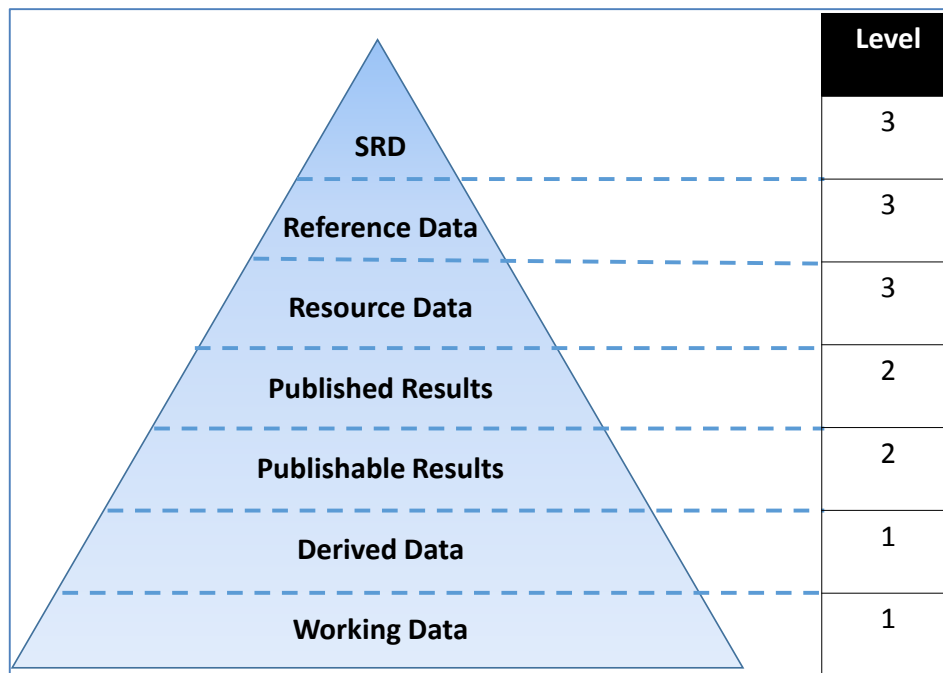 Level
SRD
3
Reference Data
3
Resource Data
3
Published Results
2
Publishable Results
2
Derived Data
1
Working Data
1